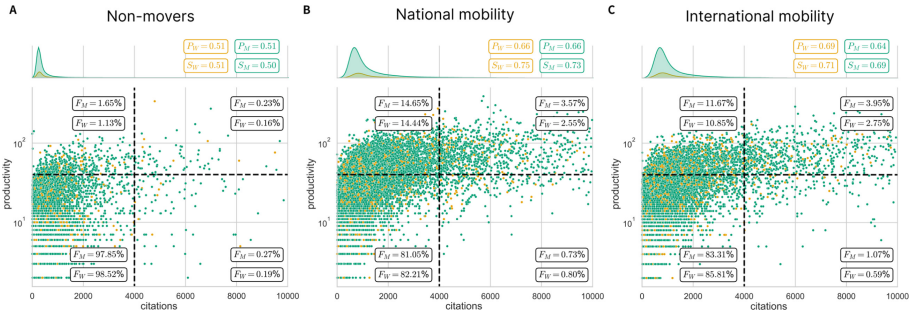 A
Non-movers
P_W = 0.51
P_M = 0.51
S_W = 0.51
S_M = 0.50
F_M = 1.65%
F_W = 1.13%
F_M = 0.23%
F_W = 0.16%
productivity
10^2
10^1
F_M = 97.85%
F_W = 98.52%
F_M = 0.27%
F_W = 0.19%
0
2000
4000
6000
8000
10000
citations
B
National mobility
P_W = 0.66
P_M = 0.66
S_W = 0.75
S_M = 0.73
F_M = 14.65%
F_W = 14.44%
F_M = 3.57%
F_W = 2.55%
productivity
10^2
10^1
F_M = 81.05%
F_W = 82.21%
F_M = 0.73%
F_W = 0.80%
0
2000
4000
6000
8000
10000
citations
C
International mobility
P_W = 0.69
P_M = 0.64
S_W = 0.71
S_M = 0.69
F_M = 11.67%
F_W = 10.85%
F_M = 3.95%
F_W = 2.75%
productivity
10^2
10^1
F_M = 83.31%
F_W = 85.81%
F_M = 1.07%
F_W = 0.59%
0
2000
4000
6000
8000
10000
citations